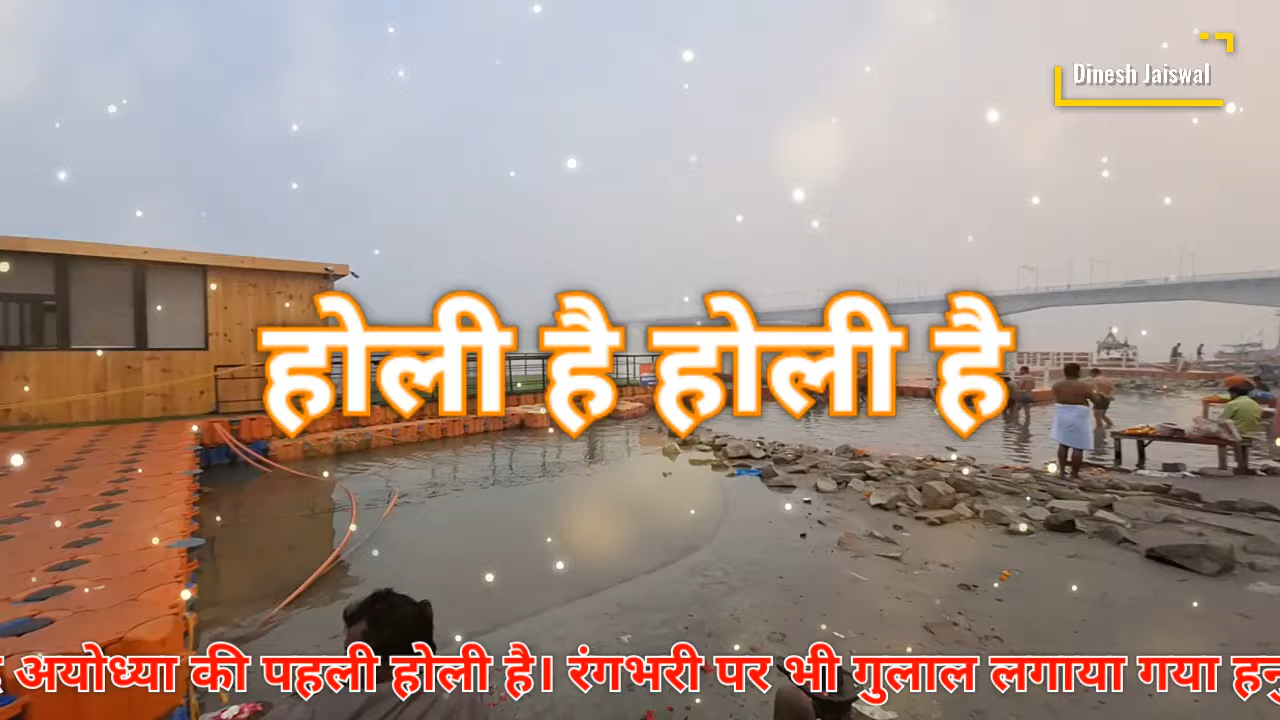 Dinesh Jaiswal
होली है होली है
अयोध्या की पहली होली है। रंगभरी पर भी गुलाल लगाया गया